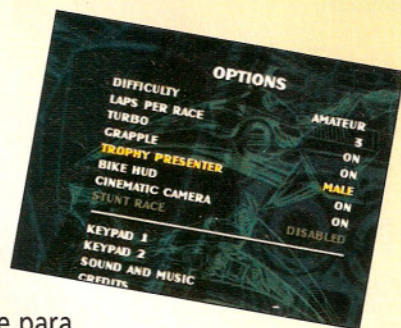 OPTIONS
DIFFICULTY AMATEUR
LAPS PER RACE 3
TURBO ON
GRAPPLE ON
TROPHY PRESENTER MALE
BIKE HUD ON
CINEMATIC CAMERA ON
STUNT RACE DISABLED
KEYPAD 1
KEYPAD 2
SOUND AND MUSIC
CREDITS
e para